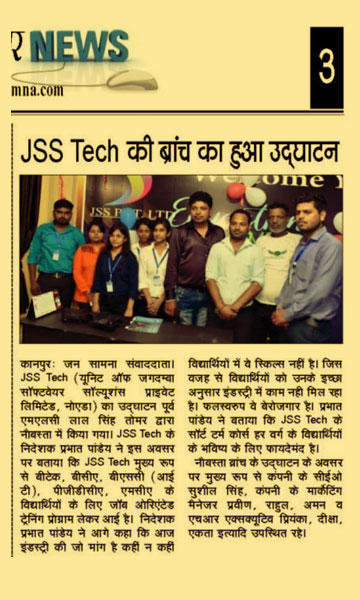 र NEWS
mna.com
3
JSS Tech की ब्रांच का हुआ उद्घाटन
JSS PVT. LTD
Welcome
कानपुरः जन सामना संवाददाता।
JSS Tech (यूनिट ऑफ जगदम्बा
सॉफ्टवेयर सॉल्यूशंस प्राइवेट
लिमिटेड, नोएडा) का उद्घाटन पूर्व
एमएलसी लाल सिंह तोमर द्वारा
नौबस्ता में किया गया। JSS Tech के
निदेशक प्रभात पांडेय ने इस अवसर
पर बताया कि JSS Tech मुख्य रूप
से बीटेक, बीसीए, बीएससी (आई
टी), पीजीडीसीए, एमसीए के
विद्यार्थियों के लिए जॉब ओरिएंटेड
ट्रेनिंग प्रोग्राम लेकर आई है। निदेशक
प्रभात पांडेय ने आगे कहा कि आज
इंडस्ट्री की जो मांग है कहीं न कहीं
विद्यार्थियों में वे स्किल्स नहीं है। जिस
वजह से विद्यार्थियों को उनके इच्छा
अनुसार इंडस्ट्री में काम नही मिल रहा
है। फलस्वरुप वे बेरोजगार है। प्रभात
पांडेय ने बताया कि JSS Tech के
सॉर्ट टर्म कोर्स हर वर्ग के विद्यार्थियों
के भविष्य के लिए फायदेमंद है।
नौबस्ता ब्रांच के उद्घाटन के अवसर
पर मुख्य रूप से कंपनी के सीईओ
सुशील सिंह, कंपनी के मार्केटिंग
मैनेजर प्रवीण, राहुल, अमन व
एचआर एक्सक्यूटिव प्रियंका, दीक्षा,
एकता इत्यादि उपस्थित रहे।